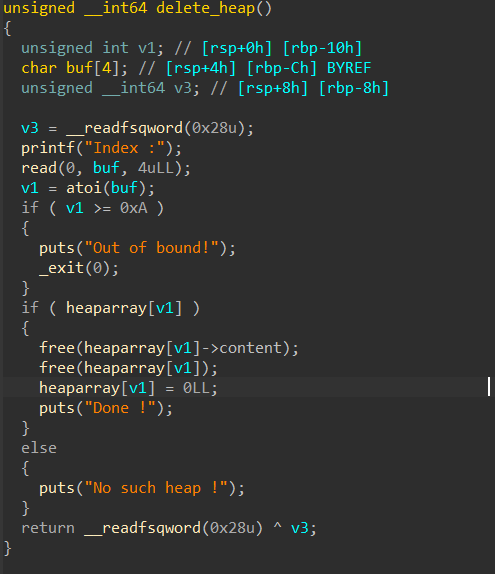 unsigned __int64 delete_heap()
{
  unsigned int v1; // [rsp+0h] [rbp-10h]
  char buf[4]; // [rsp+4h] [rbp-Ch] BYREF
  unsigned __int64 v3; // [rsp+8h] [rbp-8h]

  v3 = __readfsqword(0x28u);
  printf("Index :");
  read(0, buf, 4uLL);
  v1 = atoi(buf);
  if ( v1 >= 0xA )
  {
    puts("Out of bound!");
    _exit(0);
  }
  if ( heaparray[v1] )
  {
    free(heaparray[v1]->content);
    free(heaparray[v1]);
    heaparray[v1] = 0LL;
    puts("Done !");
  }
  else
  {
    puts("No such heap !");
  }
  return __readfsqword(0x28u) ^ v3;
}